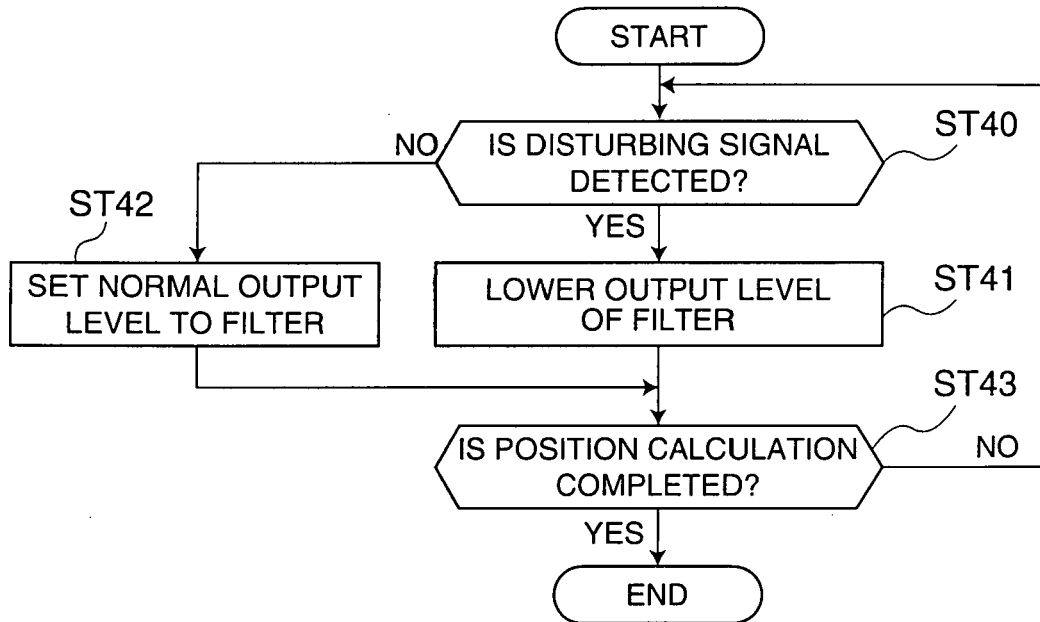 START
ST40
NO
IS DISTURBING SIGNAL
DETECTED?
ST42
YES
SET NORMAL OUTPUT
LEVEL TO FILTER
LOWER OUTPUT LEVEL
OF FILTER
ST41
ST43
IS POSITION CALCULATION
COMPLETED?
NO
YES
END